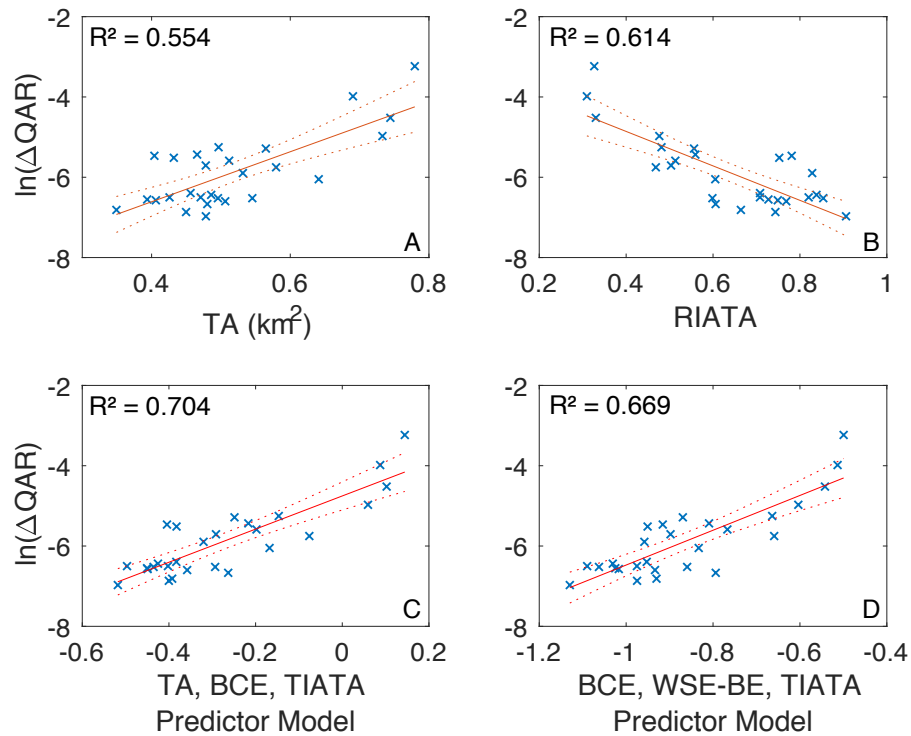 -2
R² = 0.554
-4
-6
-8
ln(ΔQAR)
A
0.4
0.6
0.8
TA (km²)
-2
R² = 0.614
-4
-6
-8
B
0.2
0.4
0.6
0.8
1
RIATA
-2
R² = 0.704
-4
-6
-8
ln(ΔQAR)
C
-0.6
-0.4
-0.2
0
0.2
TA, BCE, TIATA
Predictor Model
-2
R² = 0.669
-4
-6
-8
D
-1.2
-1
-0.8
-0.6
-0.4
BCE, WSE-BE, TIATA
Predictor Model